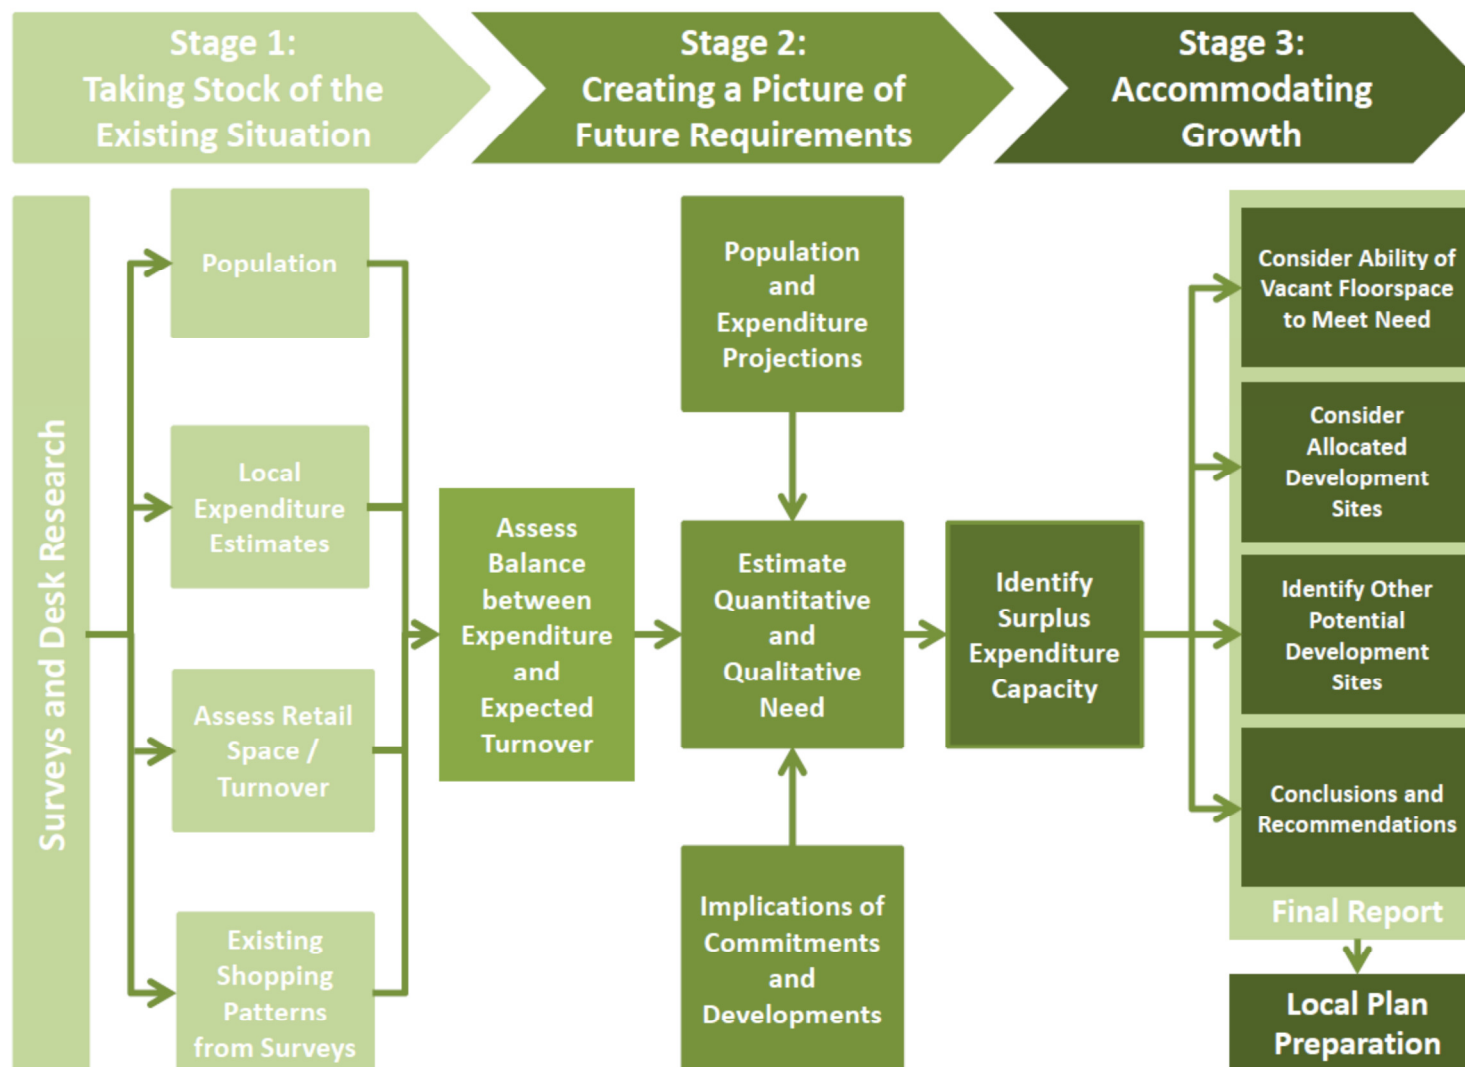 Stage 1:
Taking Stock of the
Existing Situation
Stage 2:
Creating a Picture of
Future Requirements
Stage 3:
Accommodating
Growth
Surveys and Desk Research
Population
Local
Expenditure
Estimates
Assess Retail
Space /
Turnover
Existing
Shopping
Patterns
from Surveys
Assess
Balance
between
Expenditure
and
Expected
Turnover
Population
and
Expenditure
Projections
Estimate
Quantitative
and
Qualitative
Need
Implications of
Commitments
and
Developments
Identify
Surplus
Expenditure
Capacity
Consider Ability of
Vacant Floorspace
to Meet Need
Consider
Allocated
Development
Sites
Identify Other
Potential
Development
Sites
Conclusions and
Recommendations
Final Report
Local Plan
Preparation